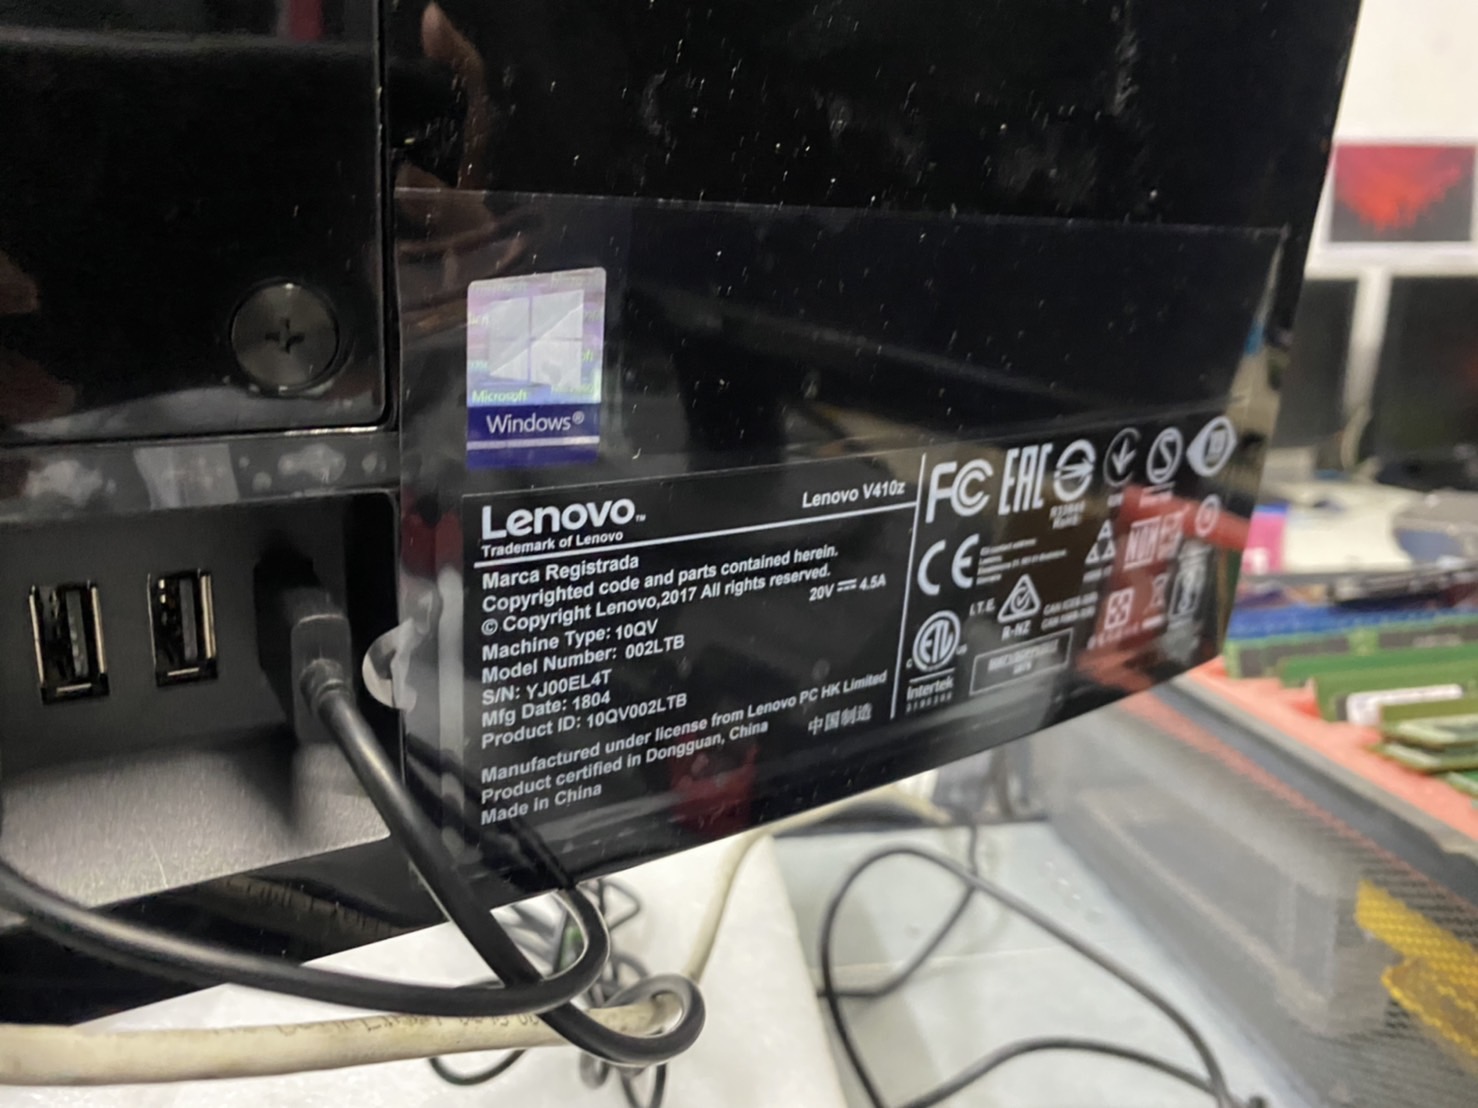 Microsoft
Windows®
Lenovo™
Trademark of Lenovo
Lenovo V410z
Marca Registrada
Copyrighted code and parts contained herein.
© Copyright Lenovo,2017 All rights reserved.
20V 4.5A
Machine Type: 10QV
Model Number: 002LTB
S/N: YJ00EL4T
Mfg Date: 1804
Product ID: 10QV002LTB
Manufactured under license from Lenovo PC HK Limited
Product certified in Dongguan, China
中国制造
Made in China
FC EAC
CE
I.T.E.
R-NZ
ETL
Intertek